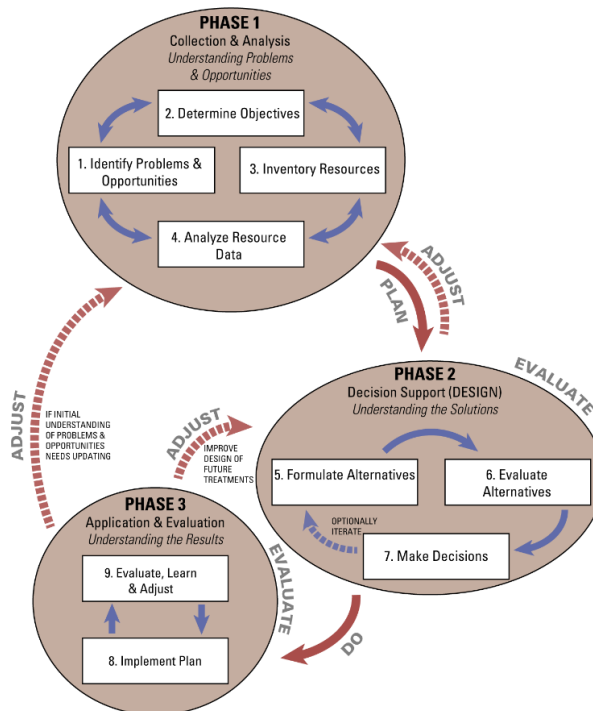 PHASE 1
Collection & Analysis
Understanding Problems
& Opportunities
2. Determine Objectives
1. Identify Problems &
Opportunities
3. Inventory Resources
4. Analyze Resource
Data
ADJUST
PLAN
PHASE 2
Decision Support (DESIGN)
Understanding the Solutions
EVALUATE
5. Formulate Alternatives
6. Evaluate
Alternatives
OPTIONALLY
ITERATE
7. Make Decisions
ADJUST
IF INITIAL
UNDERSTANDING
OF PROBLEMS &
OPPORTUNITIES
NEEDS UPDATING
ADJUST
IMPROVE
DESIGN OF
FUTURE
TREATMENTS
PHASE 3
Application & Evaluation
Understanding the Results
EVALUATE
9. Evaluate, Learn
& Adjust
8. Implement Plan
DO